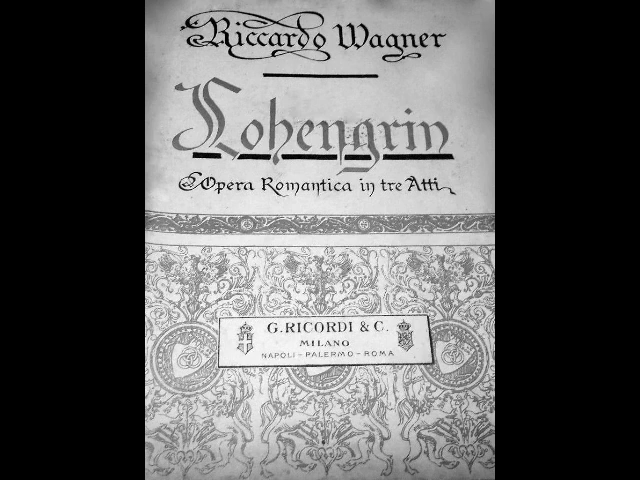 Riccardo Wagner
Lohengrin
Opera Romantica in tre Atti
G. RICORDI & C.
MILANO
NAPOLI - PALERMO - ROMA